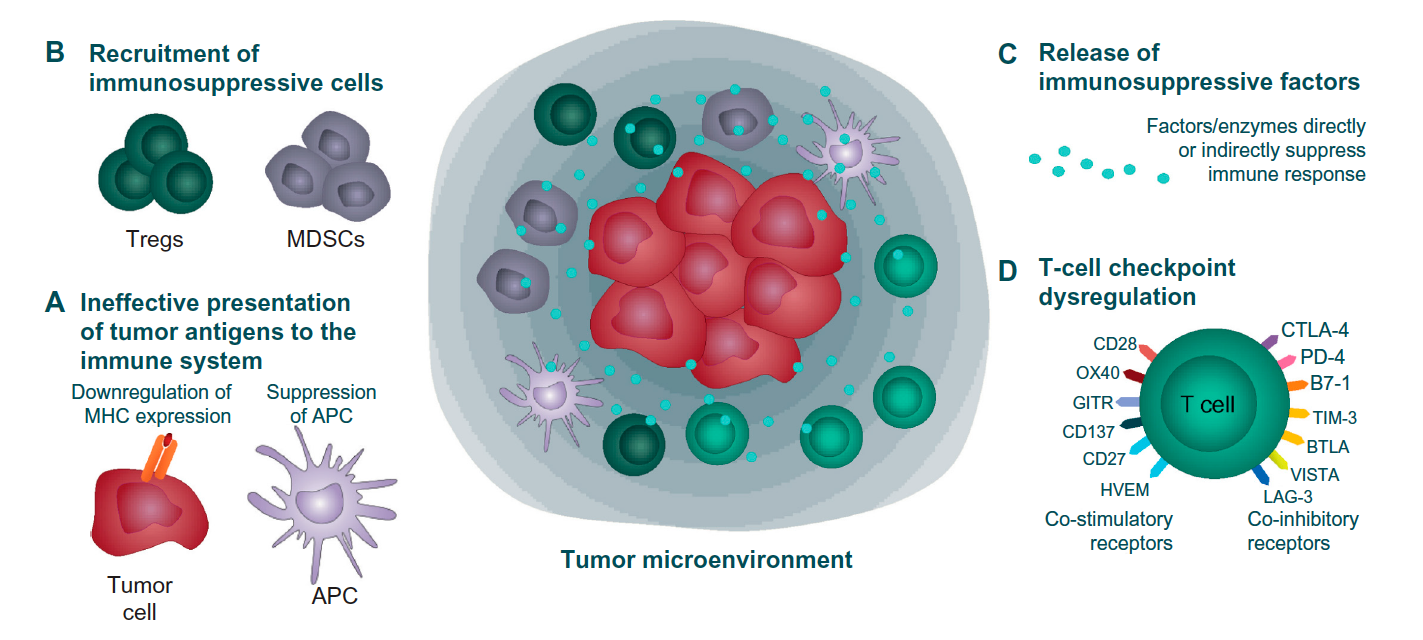 B Recruitment of
immunosuppressive cells
Tregs
MDSCs
A Ineffective presentation
of tumor antigens to the
immune system
Downregulation of
MHC expression
Suppression
of APC
Tumor
cell
APC
Tumor microenvironment
C Release of
immunosuppressive factors
Factors/enzymes directly
or indirectly suppress
immune response
D T-cell checkpoint
dysregulation
CD28
OX40
GITR
CD137
CD27
HVEM
Co-stimulatory
receptors
T cell
CTLA-4
PD-4
B7-1
TIM-3
BTLA
VISTA
LAG-3
Co-inhibitory
receptors